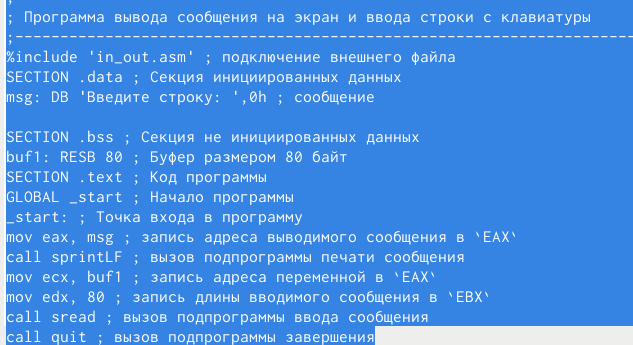 ; Программа вывода сообщения на экран и ввода строки с клавиатуры
;---------------------------------------------------------------------
%include 'in_out.asm' ; подключение внешнего файла
SECTION .data ; Секция инициированных данных
msg: DB 'Введите строку: ',0h ; сообщение
SECTION .bss ; Секция не инициированных данных
buf1: RESB 80 ; Буфер размером 80 байт
SECTION .text ; Код программы
GLOBAL _start ; Начало программы
_start: ; Точка входа в программу
mov eax, msg ; запись адреса выводимого сообщения в `EAX`
call sprintLF ; вызов подпрограммы печати сообщения
mov ecx, buf1 ; запись адреса переменной в `EAX`
mov edx, 80 ; запись длины вводимого сообщения в `EBX`
call sread ; вызов подпрограммы ввода сообщения
call quit ; вызов подпрограммы завершения